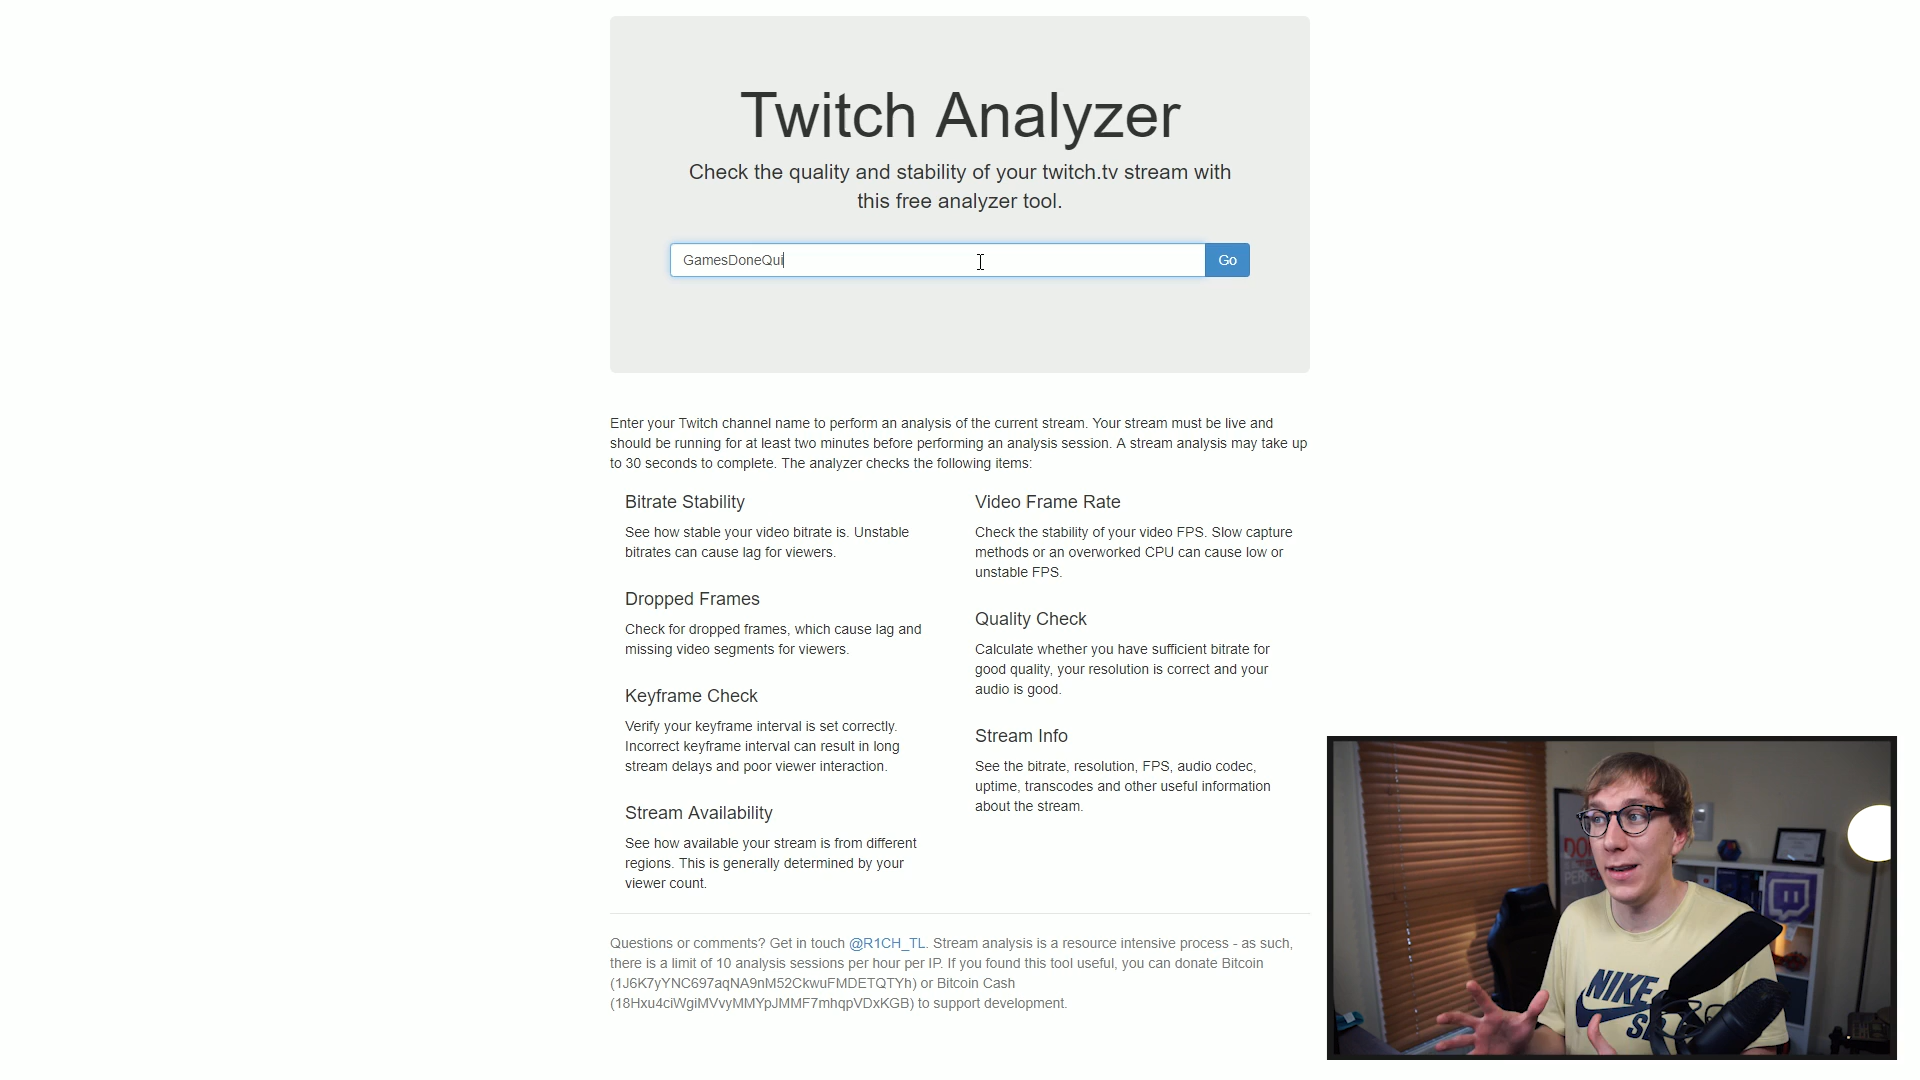 Twitch Analyzer
Check the quality and stability of your twitch.tv stream with
this free analyzer tool.
GamesDoneQui
Go
Enter your Twitch channel name to perform an analysis of the current stream. Your stream must be live and
should be running for at least two minutes before performing an analysis session. A stream analysis may take up
to 30 seconds to complete. The analyzer checks the following items:
Bitrate Stability
See how stable your video bitrate is. Unstable
bitrates can cause lag for viewers.
Dropped Frames
Check for dropped frames, which cause lag and
missing video segments for viewers.
Keyframe Check
Verify your keyframe interval is set correctly.
Incorrect keyframe interval can result in long
stream delays and poor viewer interaction.
Stream Availability
See how available your stream is from different
regions. This is generally determined by your
viewer count.
Video Frame Rate
Check the stability of your video FPS. Slow capture
methods or an overworked CPU can cause low or
unstable FPS.
Quality Check
Calculate whether you have sufficient bitrate for
good quality, your resolution is correct and your
audio is good.
Stream Info
See the bitrate, resolution, FPS, audio codec,
uptime, transcodes and other useful information
about the stream.
Questions or comments? Get in touch @R1CH_TL. Stream analysis is a resource intensive process - as such,
there is a limit of 10 analysis sessions per hour per IP. If you found this tool useful, you can donate Bitcoin
(1J6K7yYNC697aqNA9nM52CkwuFMDETQTYh) or Bitcoin Cash
(18Hxu4ciWgiMVvyMMYpJMMF7mhqpVDxKGB) to support development.
NIKE